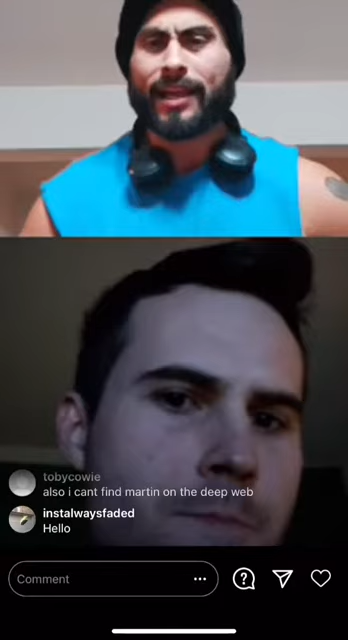 tobycowie
also i cant find martin on the deep web
instalwaysfaded
Hello
Comment